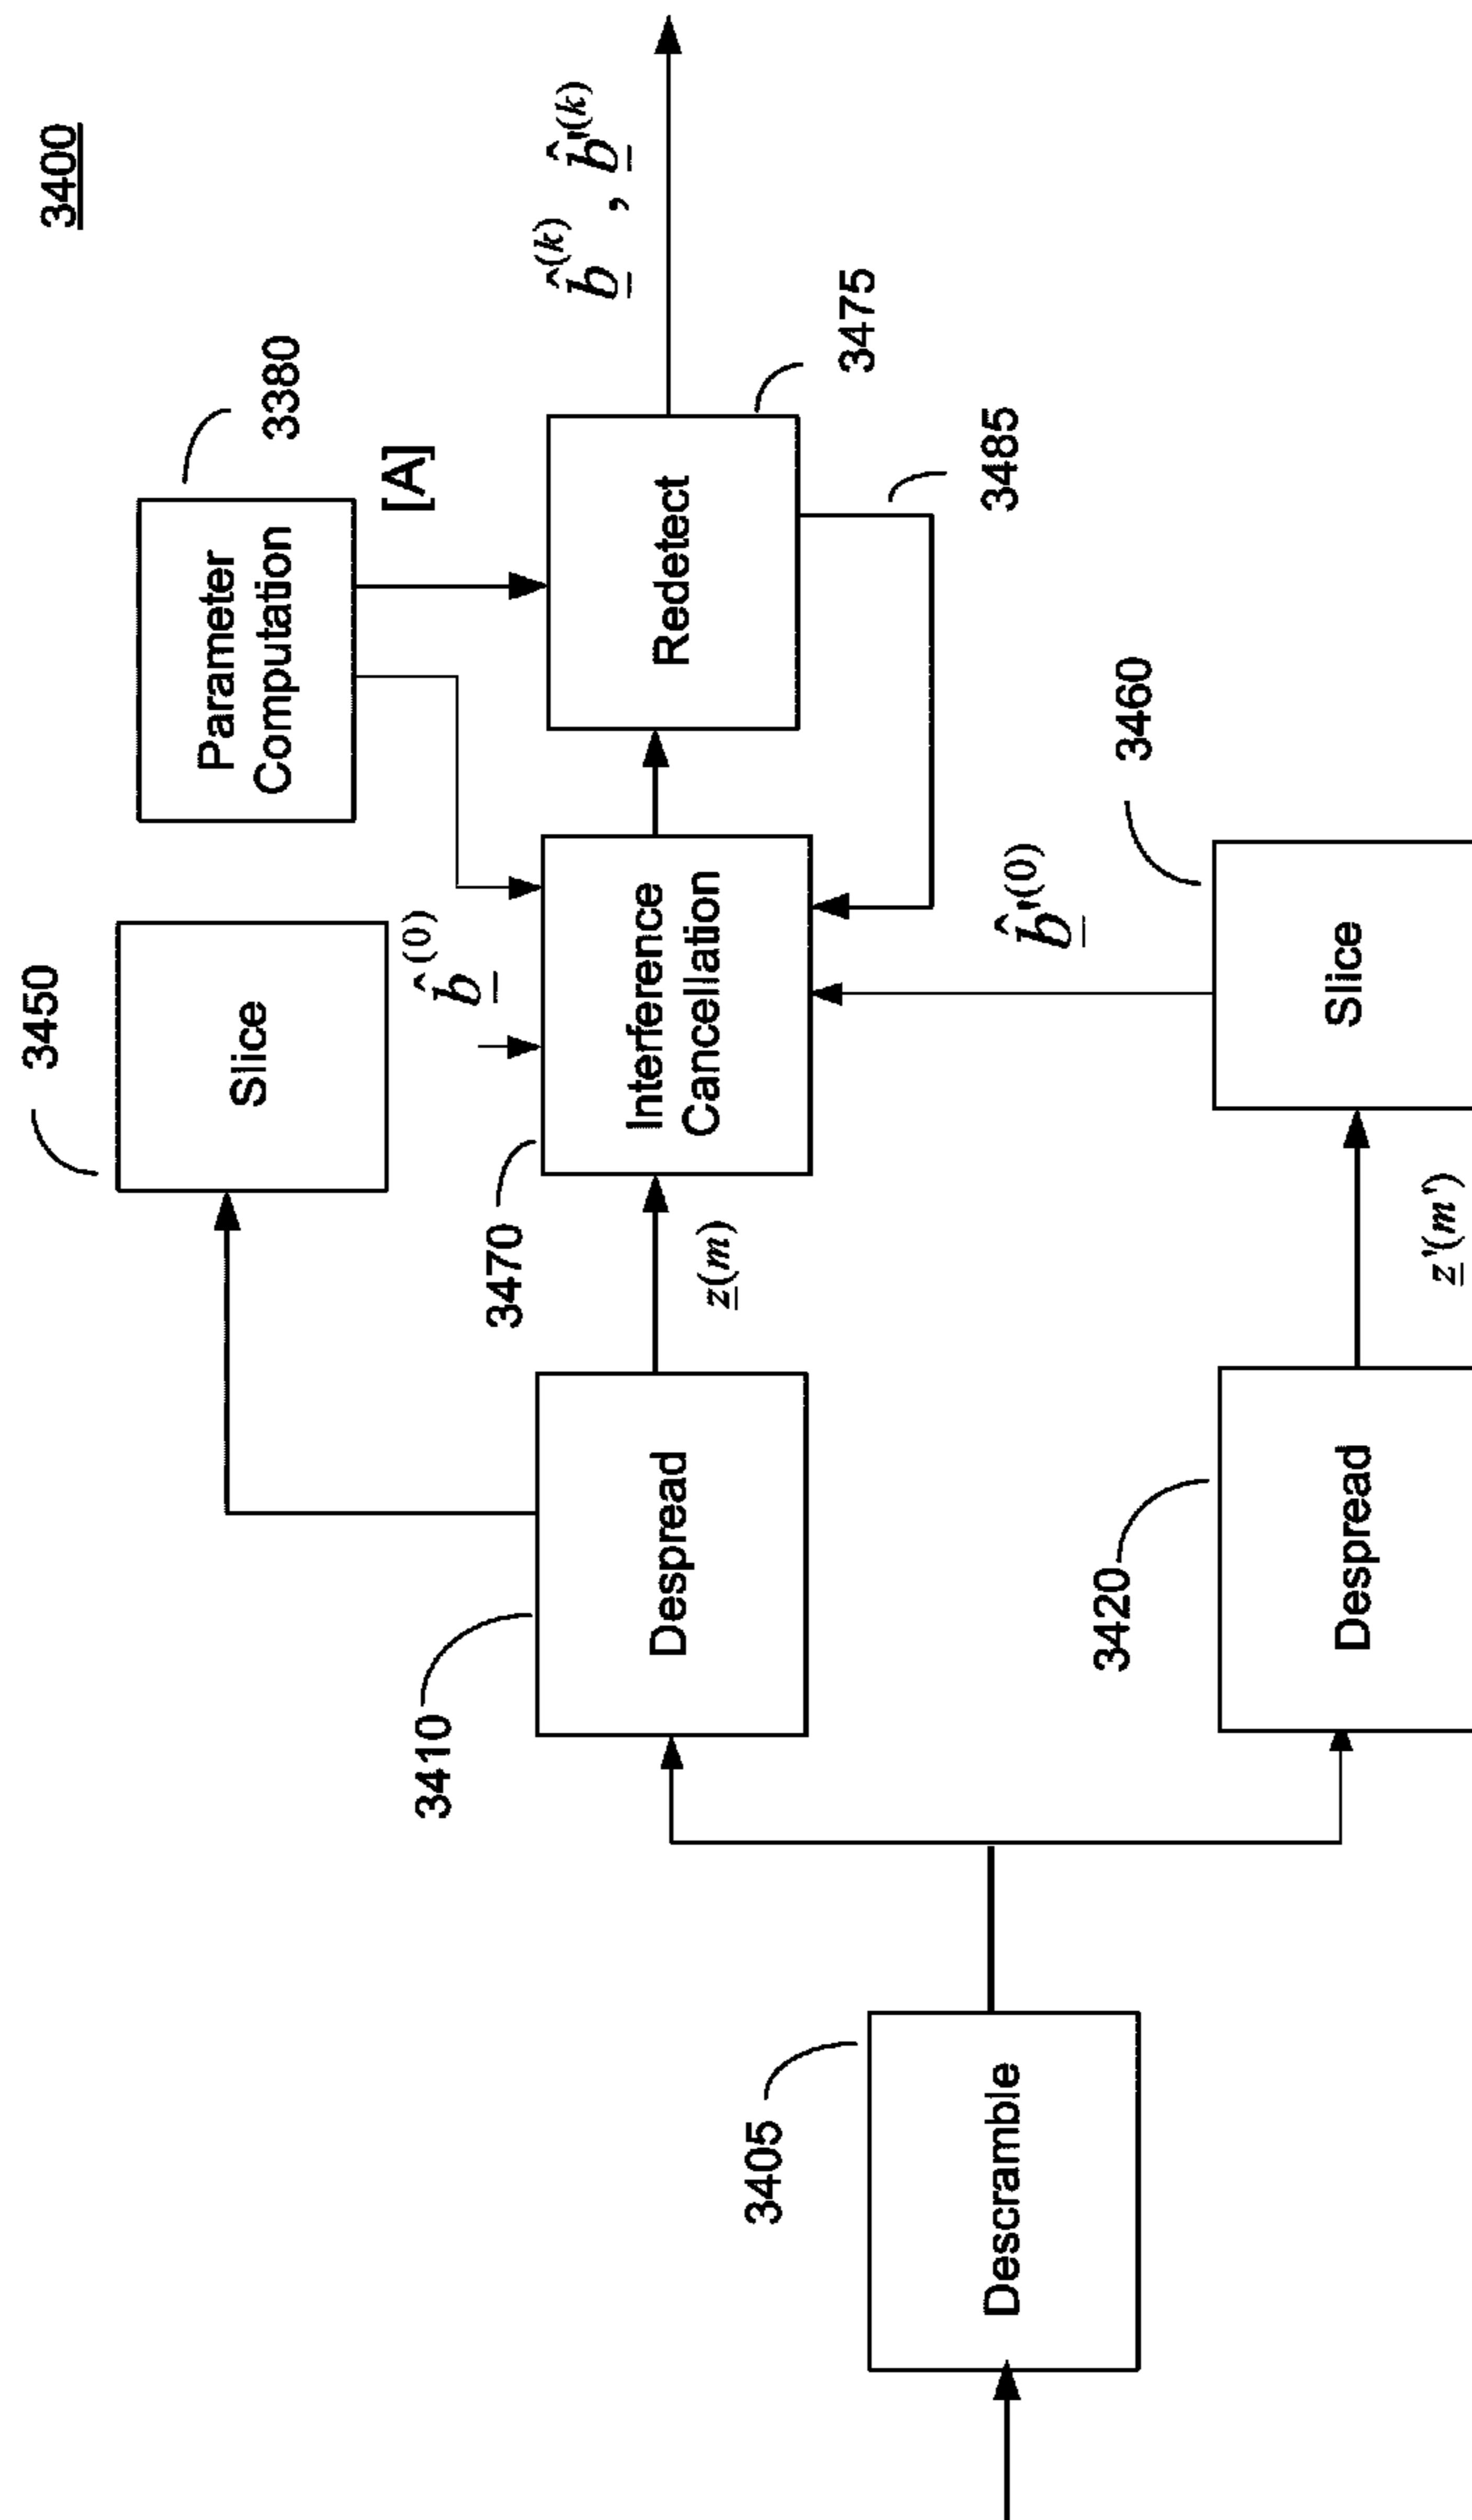 3400
3450
Slice
b̂^(0)
3380
Parameter
Computation
[A]
3410
Despread
z(m)
3470
Interference
Cancellation
Redetect
3475
3485
b̂^(k) , b̂'^(k)
3405
Descramble
3420
Despread
z'(m')
3460
Slice
b̂'^(0)